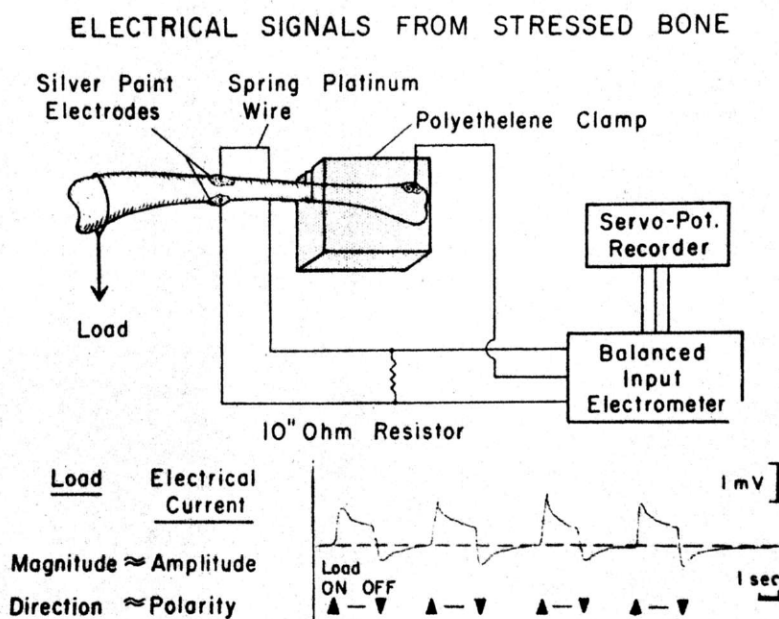 ELECTRICAL SIGNALS FROM STRESSED BONE
Silver Paint
Electrodes
Spring Platinum
Wire
Polyethelene Clamp
Servo-Pot.
Recorder
Load
Balanced
Input
Electrometer
10" Ohm Resistor
Load
Electrical
Current
Magnitude ≈ Amplitude
Direction ≈ Polarity
1 mV
Load
ON OFF
1 sec